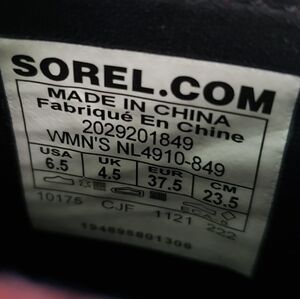 SOREL.COM
MADE IN CHINA
Fabriqué En Chine
2029201849
WMN'S NL4910-849
USA UK EUR CM
6.5 4.5 37.5 23.5
10176 CJF 1121 222
194895801306